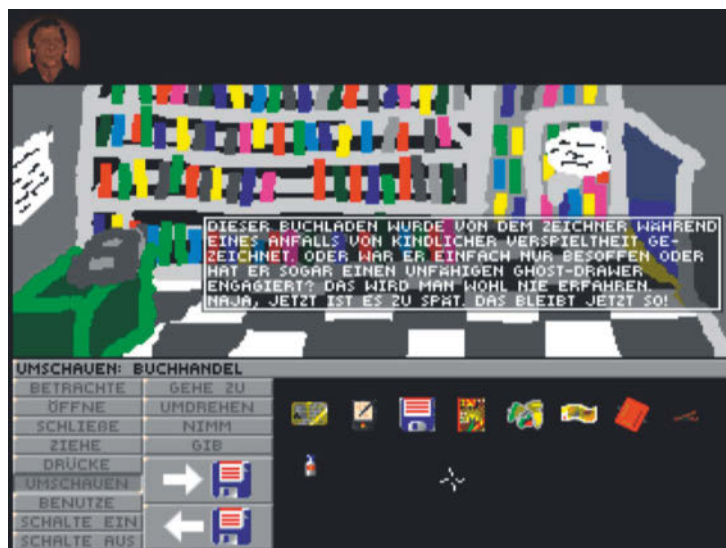 DIESER BUCHLADEN WURDE VON DEM ZEICHNER WÄHREND
EINES ANFALLS VON KINDLICHER VERSPIELTHEIT GE-
ZEICHNET. ODER WAR ER EINFACH NUR BESOFFEN ODER
HAT ER SOGAR EINEN UNFÄHIGEN GHOST-DRAWER
ENGAGIERT? DAS WIRD MAN WOHL NIE ERFAHREN.
NAJA, JETZT IST ES ZU SPÄT. DAS BLEIBT JETZT SO!
UMSCHAUEN: BUCHHANDEL
BETRACHTE
ÖFFNE
SCHLIEßE
ZIEHE
DRÜCKE
UMSCHAUEN
BENUTZE
SCHALTE EIN
SCHALTE AUS
GEHE ZU
UMDREHEN
NIMM
GIB